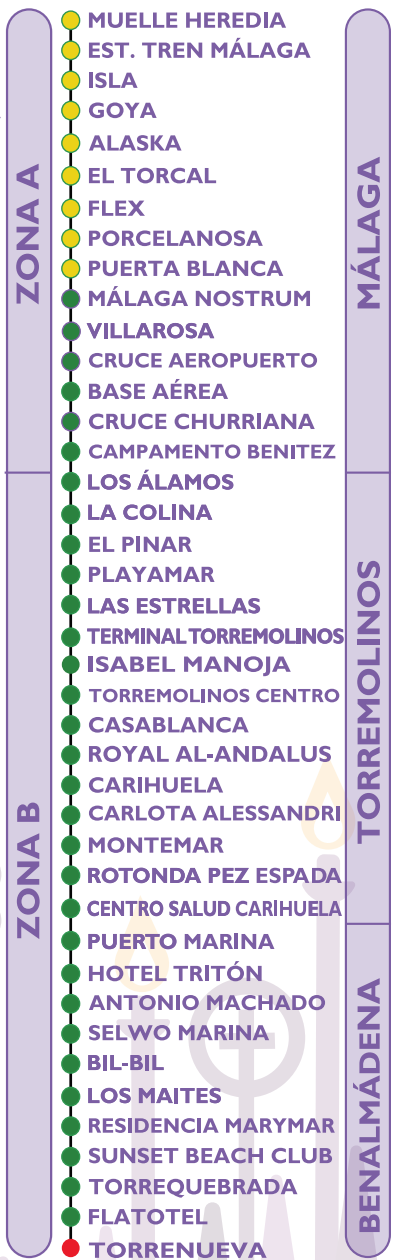 MUELLE HEREDIA
EST. TREN MÁLAGA
ISLA
GOYA
ALASKA
EL TORCAL
FLEX
PORCELANOSA
PUERTA BLANCA
MÁLAGA NOSTRUM
VILLAROSA
CRUCE AEROPUERTO
BASE AÉREA
CRUCE CHURRIANA
CAMPAMENTO BENITEZ
LOS ÁLAMOS
LA COLINA
EL PINAR
PLAYAMAR
LAS ESTRELLAS
TERMINAL TORREMOLINOS
ISABEL MANOJA
TORREMOLINOS CENTRO
CASABLANCA
ROYAL AL-ANDALUS
CARIHUELA
CARLOTA ALESSANDRI
MONTEMAR
ROTONDA PEZ ESPADA
CENTRO SALUD CARIHUELA
PUERTO MARINA
HOTEL TRITÓN
ANTONIO MACHADO
SELWO MARINA
BIL-BIL
LOS MAITES
RESIDENCIA MARYMAR
SUNSET BEACH CLUB
TORREQUEBRADA
FLATOTEL
TORRENUEVA
ZONA A
ZONA B
MÁLAGA
TORREMOLINOS
BENALMÁDENA